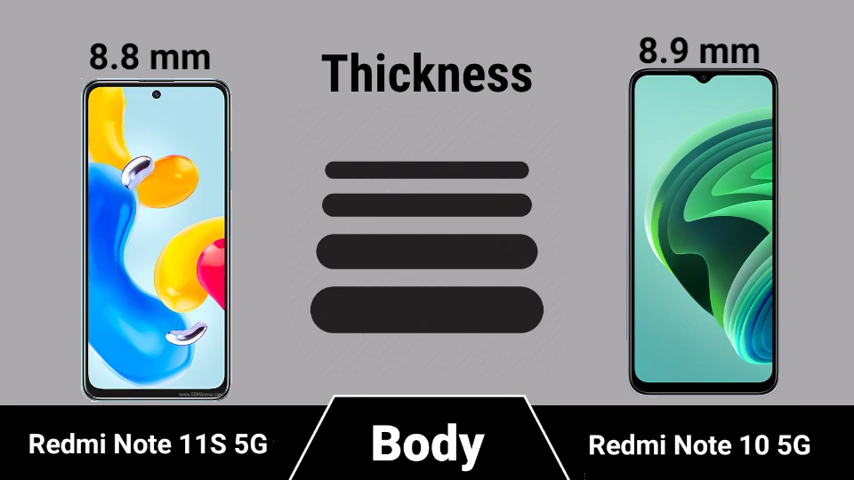 8.8 mm
Thickness
8.9 mm
Redmi Note 11S 5G
Body
Redmi Note 10 5G